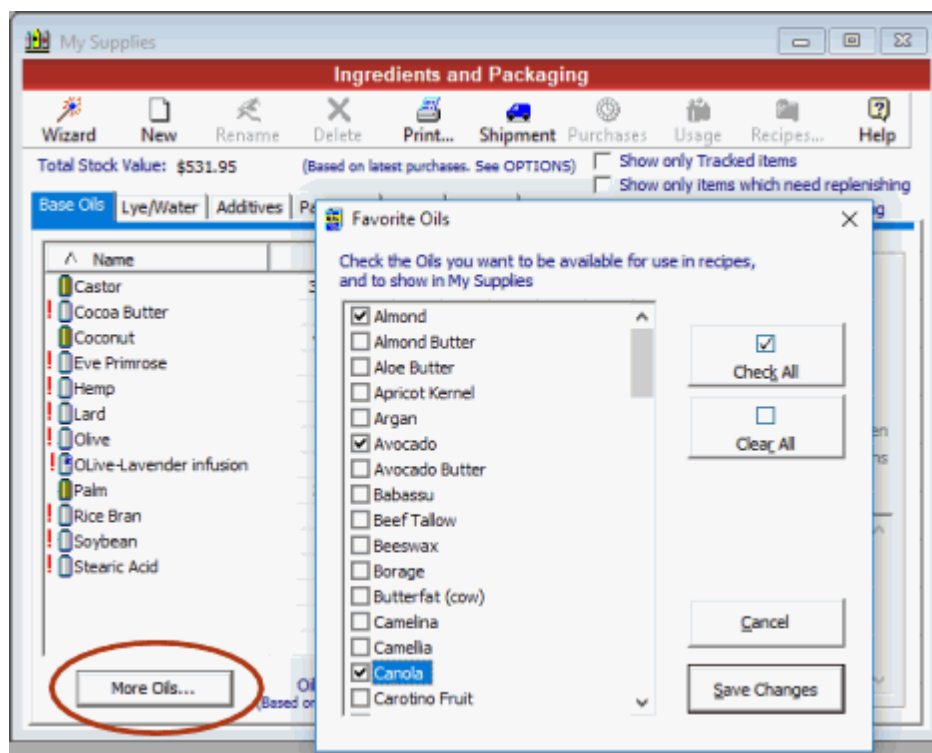 My Supplies
Ingredients and Packaging
Wizard New Rename Delete Print... Shipment Purchases Usage Recipes... Help
Total Stock Value: $531.95 (Based on latest purchases. See OPTIONS) Show only Tracked items
Show only items which need replenishing
Base Oils Lye/Water Additives
Favorite Oils
Check the Oils you want to be available for use in recipes,
and to show in My Supplies
Name
Castor
Cocoa Butter
Coconut
Eve Primrose
Hemp
Lard
Olive
OLive-Lavender infusion
Palm
Rice Bran
Soybean
Stearic Acid
More Oils...
Almond
Almond Butter
Aloe Butter
Apricot Kernel
Argan
Avocado
Avocado Butter
Babassu
Beef Tallow
Beeswax
Borage
Butterfat (cow)
Camelina
Camellia
Canola
Carotino Fruit
Check All
Clear All
Cancel
Save Changes